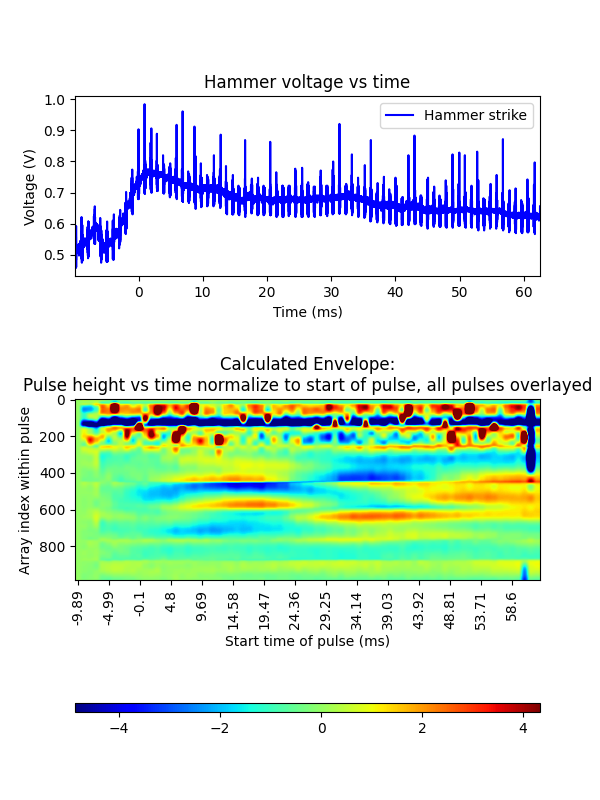 Hammer voltage vs time
1.0
0.9
0.8
0.7
0.6
0.5
Voltage (V)
Hammer strike
0 10 20 30 40 50 60
Time (ms)
Calculated Envelope:
Pulse height vs time normalize to start of pulse, all pulses overlayed
0
200
400
600
800
Array index within pulse
-9.89 -4.99 -0.1 4.8 9.69 14.58 19.47 24.36 29.25 34.14 39.03 43.92 48.81 53.71 58.6
Start time of pulse (ms)
−4 −2 0 2 4